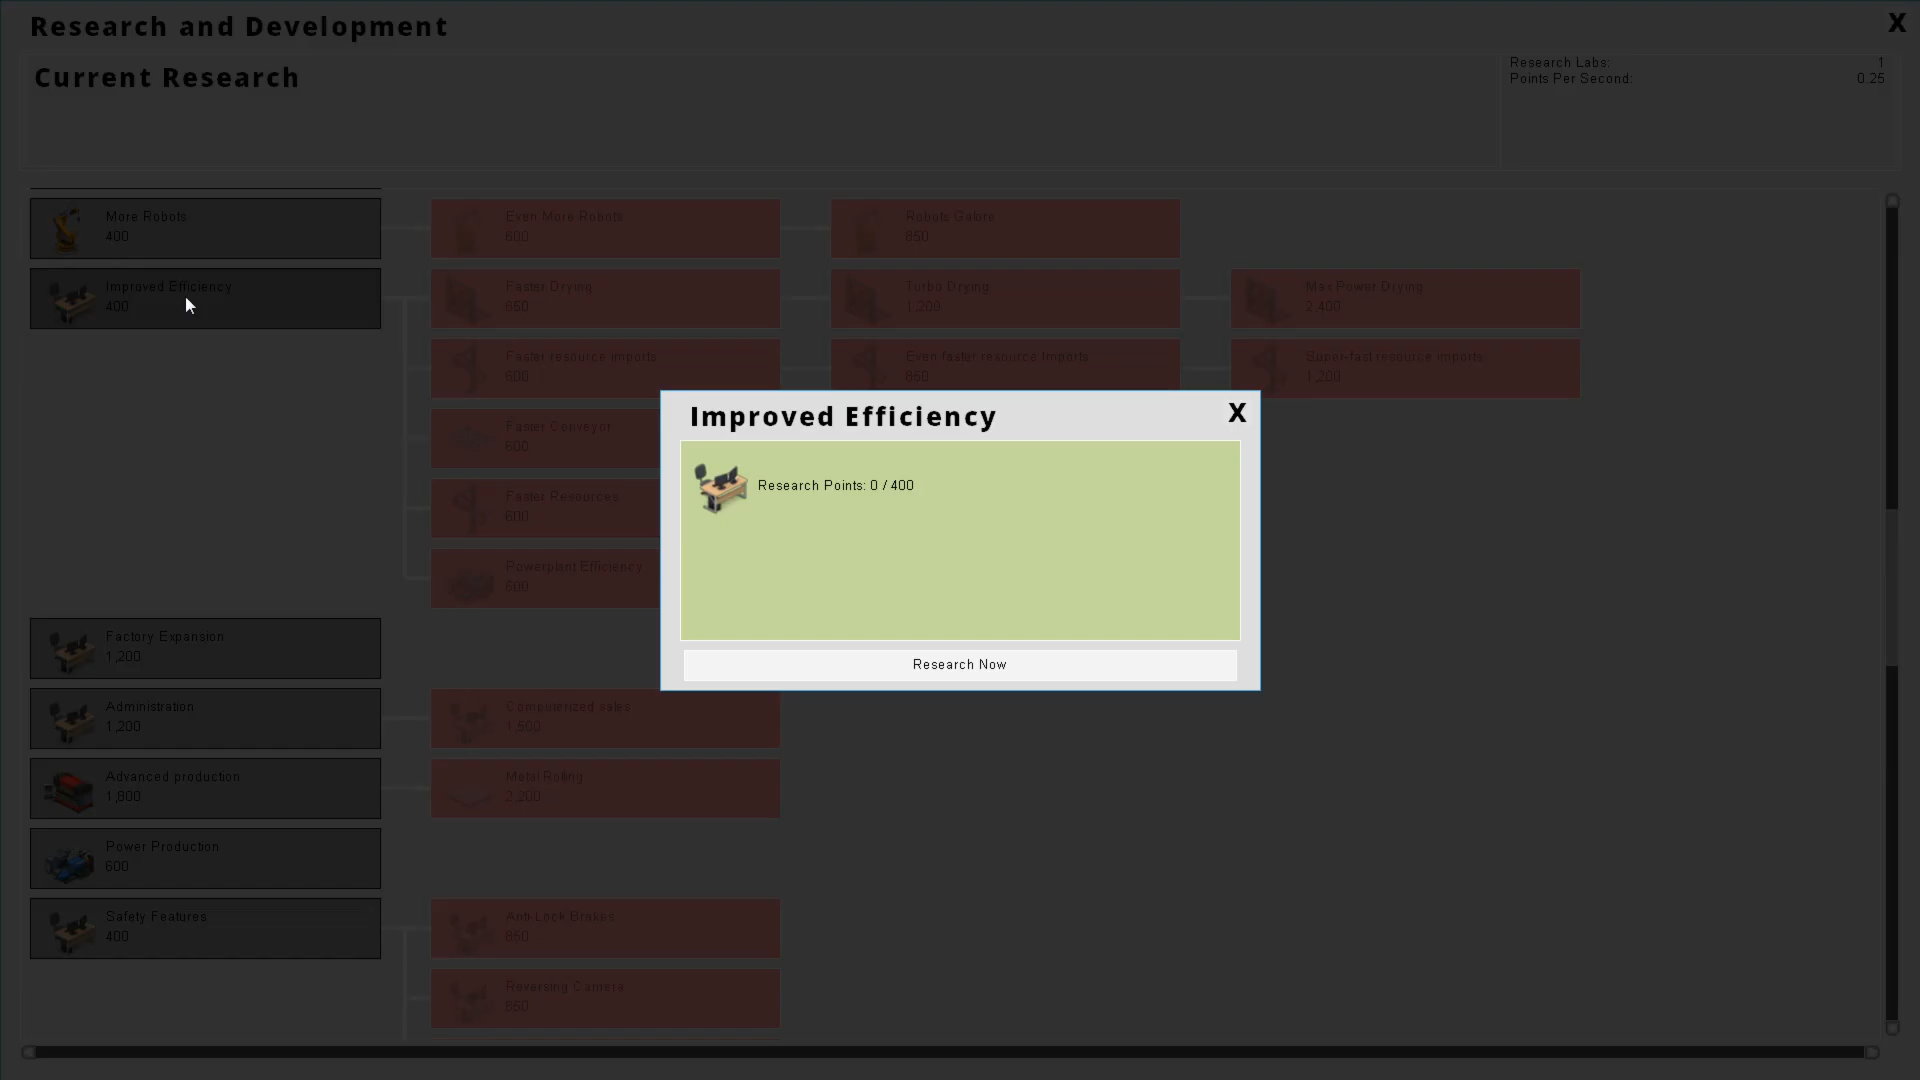 Research and Development
X
Current Research
Research Labs: 1
Points Per Second: 0.25
More Robots
400
Even More Robots
600
Robots Galore
850
Improved Efficiency
400
Faster Drying
650
Turbo Drying
1,200
Max Power Drying
2,400
Faster resource imports
600
Even faster resource Imports
850
Super-fast resource imports
1,200
Faster Conveyor
600
Faster Resources
600
Powerplant Efficiency
600
Improved Efficiency
X
Research Points: 0 / 400
Research Now
Factory Expansion
1,200
Administration
1,200
Computerized sales
1,500
Advanced production
1,800
Metal Rolling
2,200
Power Production
600
Safety Features
400
Anti-Lock Brakes
650
Reversing Camera
850